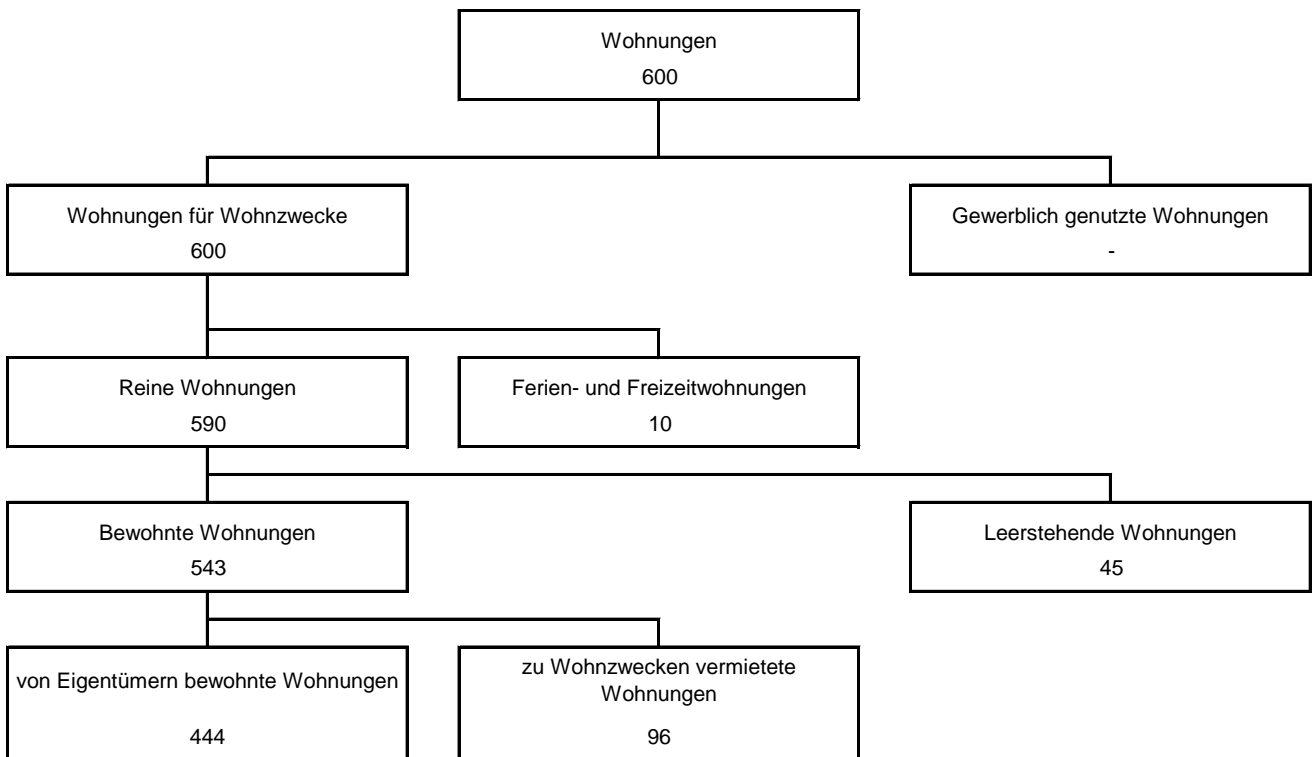 Wohnungen
600
Wohnungen für Wohnzwecke
600
Gewerblich genutzte Wohnungen
-
Reine Wohnungen
590
Ferien- und Freizeitwohnungen
10
Bewohnte Wohnungen
543
Leerstehende Wohnungen
45
von Eigentümern bewohnte Wohnungen
444
zu Wohnzwecken vermietete
Wohnungen
96